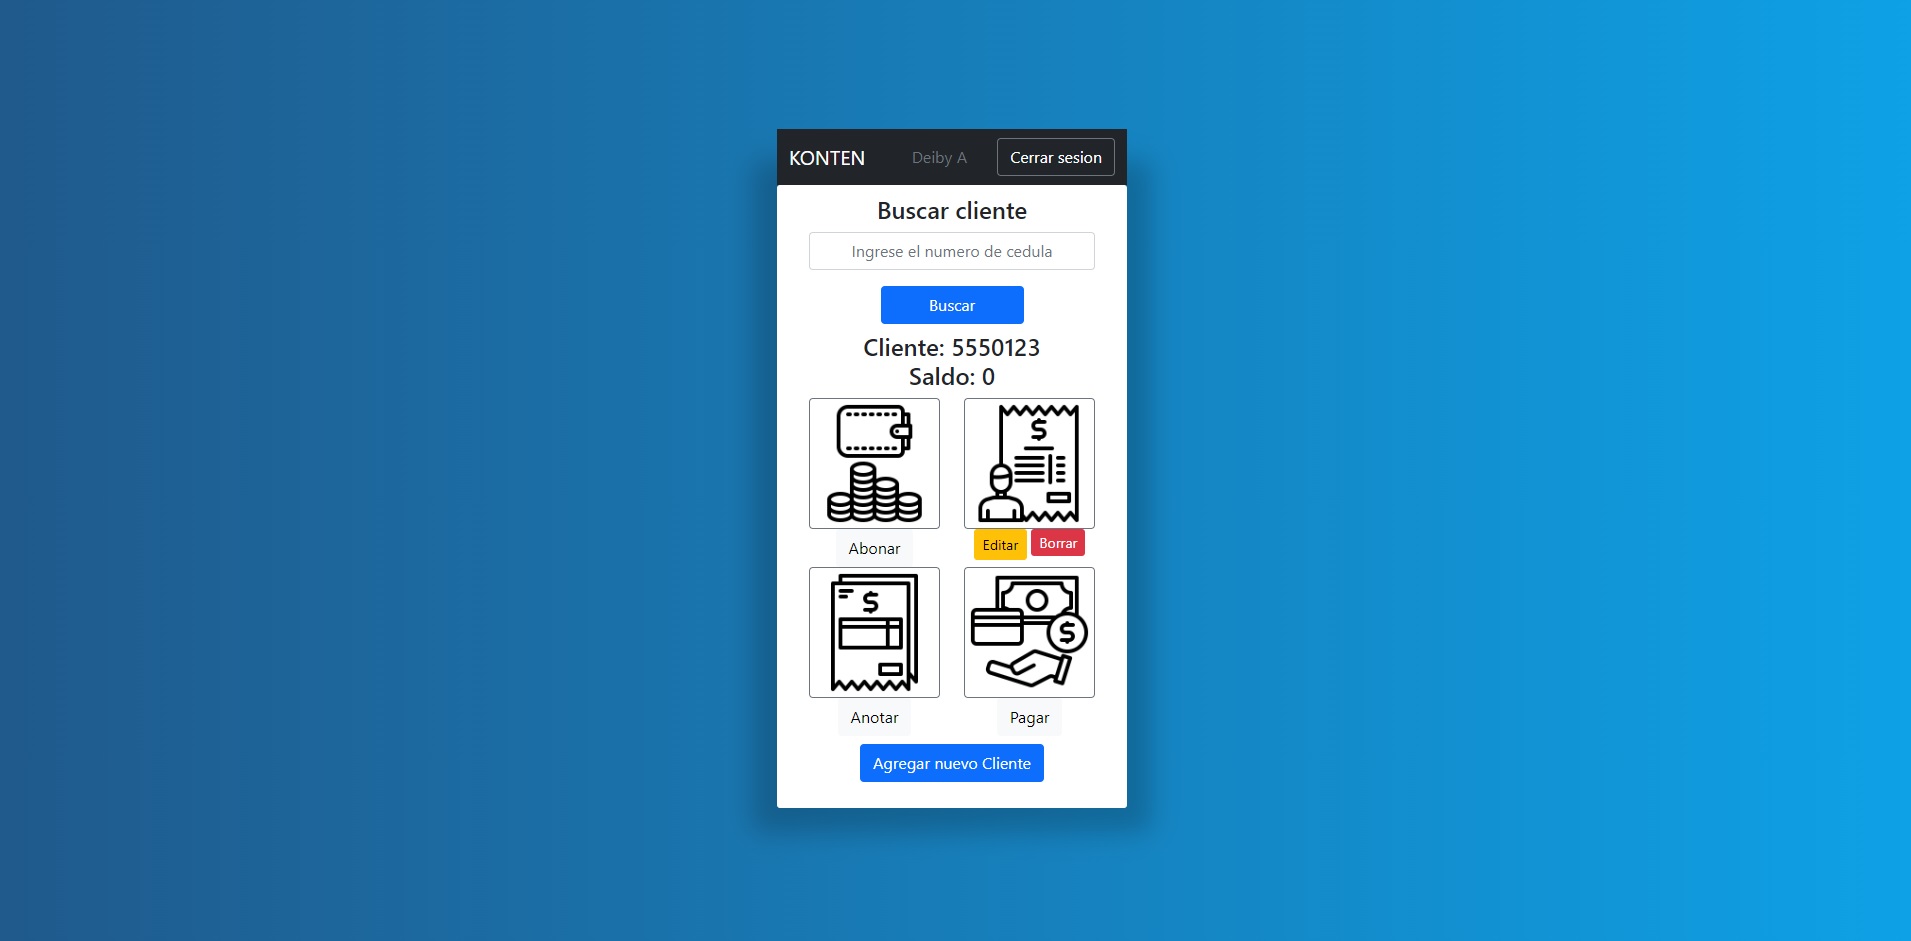 KONTEN Deiby A Cerrar sesion
Buscar cliente
Ingrese el numero de cedula
Buscar
Cliente: 5550123
Saldo: 0
$
Abonar Editar Borrar
$ $
Anotar Pagar
Agregar nuevo Cliente